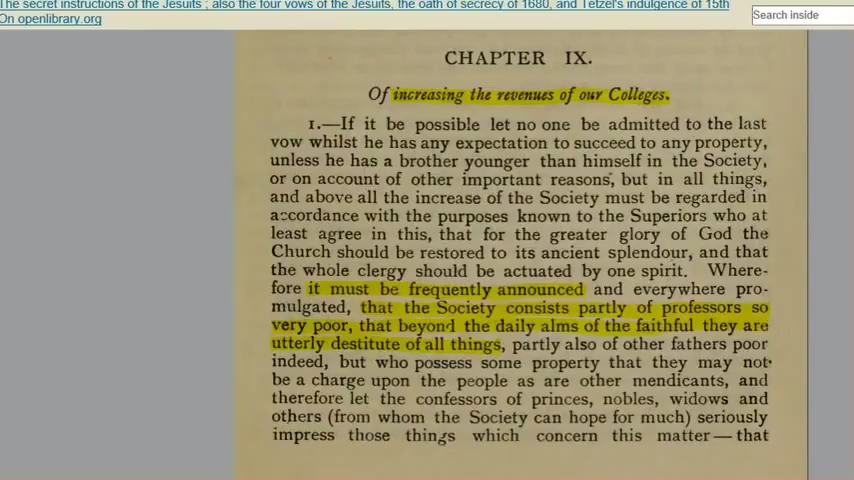 The secret instructions of the Jesuits ; also the four vows of the Jesuits, the oath of secrecy of 1680, and Tetzel's indulgence of 15th
On openlibrary.org
Search inside
CHAPTER IX.
Of increasing the revenues of our Colleges.
1.—If it be possible let no one be admitted to the last
vow whilst he has any expectation to succeed to any property,
unless he has a brother younger than himself in the Society,
or on account of other important reasons, but in all things,
and above all the increase of the Society must be regarded in
accordance with the purposes known to the Superiors who at
least agree in this, that for the greater glory of God the
Church should be restored to its ancient splendour, and that
the whole clergy should be actuated by one spirit. Where-
fore it must be frequently announced and everywhere pro-
mulgated, that the Society consists partly of professors so
very poor, that beyond the daily alms of the faithful they are
utterly destitute of all things, partly also of other fathers poor
indeed, but who possess some property that they may not
be a charge upon the people as are other mendicants, and
therefore let the confessors of princes, nobles, widows and
others (from whom the Society can hope for much) seriously
impress those things which concern this matter—that